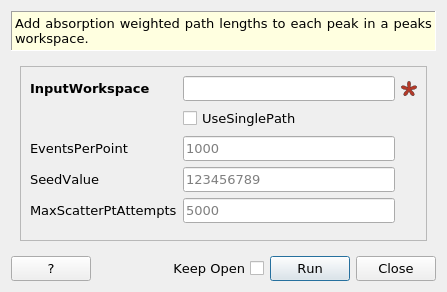 Add absorption weighted path lengths to each peak in a peaks
workspace.
InputWorkspace
UseSinglePath
EventsPerPoint 1000
SeedValue 123456789
MaxScatterPtAttempts 5000
? Keep Open Run Close